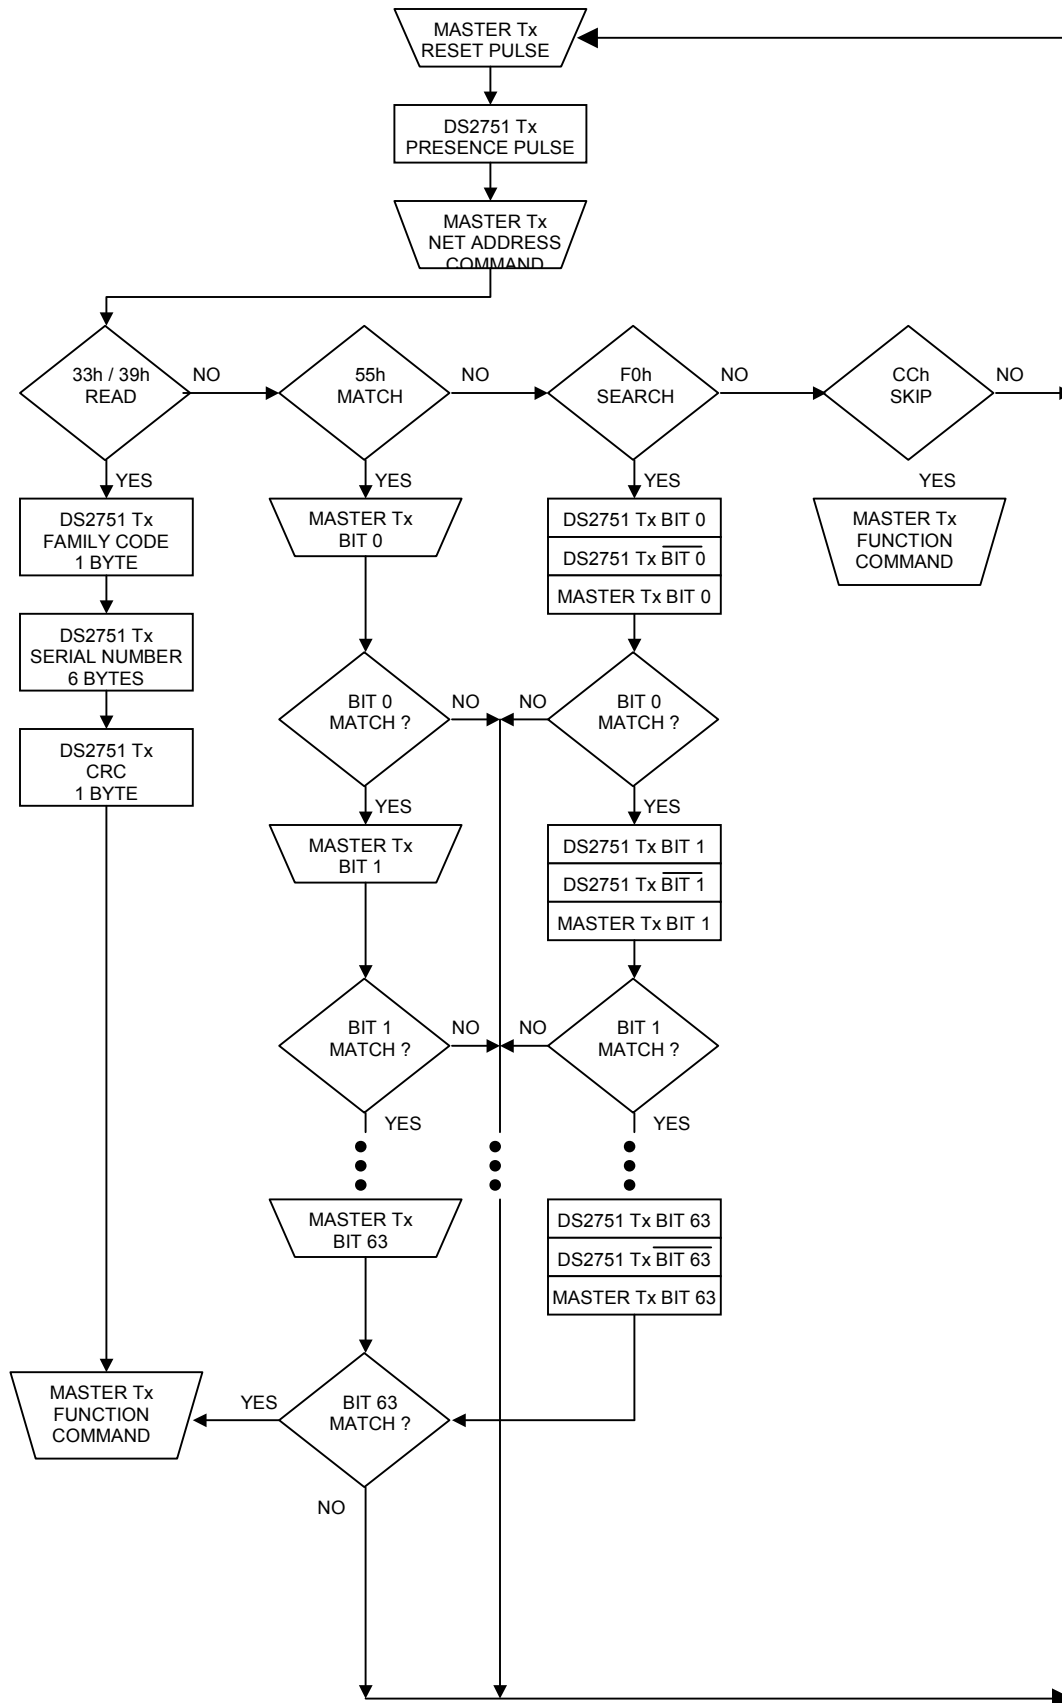 MASTER Tx
RESET PULSE
DS2751 Tx
PRESENCE PULSE
MASTER Tx
NET ADDRESS
COMMAND
33h / 39h
READ
NO
55h
MATCH
NO
F0h
SEARCH
NO
CCh
SKIP
NO
YES
YES
YES
YES
DS2751 Tx
FAMILY CODE
1 BYTE
MASTER Tx
BIT 0
DS2751 Tx BIT 0
DS2751 Tx B̅I̅T̅ ̅0̅
MASTER Tx BIT 0
MASTER Tx
FUNCTION
COMMAND
DS2751 Tx
SERIAL NUMBER
6 BYTES
BIT 0
MATCH ?
NO
NO
BIT 0
MATCH ?
DS2751 Tx
CRC
1 BYTE
YES
YES
MASTER Tx
BIT 1
DS2751 Tx BIT 1
DS2751 Tx B̅I̅T̅ ̅1̅
MASTER Tx BIT 1
BIT 1
MATCH ?
NO
NO
BIT 1
MATCH ?
YES
YES
MASTER Tx
BIT 63
DS2751 Tx BIT 63
DS2751 Tx B̅I̅T̅ ̅6̅3̅
MASTER Tx BIT 63
MASTER Tx
FUNCTION
COMMAND
YES
BIT 63
MATCH ?
NO